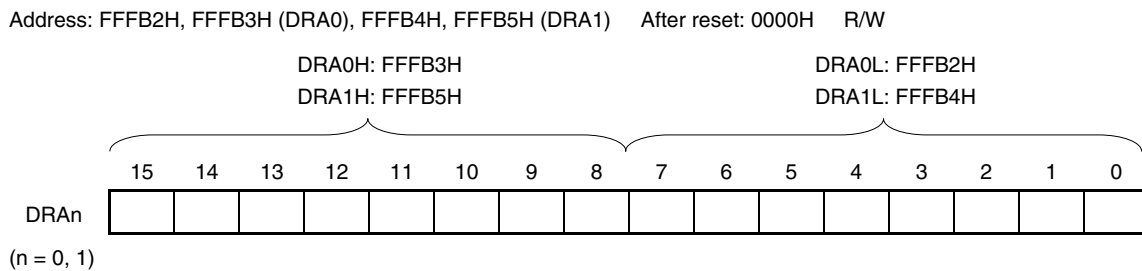 Address: FFFB2H, FFFB3H (DRA0), FFFB4H, FFFB5H (DRA1) After reset: 0000H R/W
DRA0H: FFFB3H DRA0L: FFFB2H
DRA1H: FFFB5H DRA1L: FFFB4H
15 14 13 12 11 10 9 8 7 6 5 4 3 2 1 0
DRAn
(n = 0, 1)